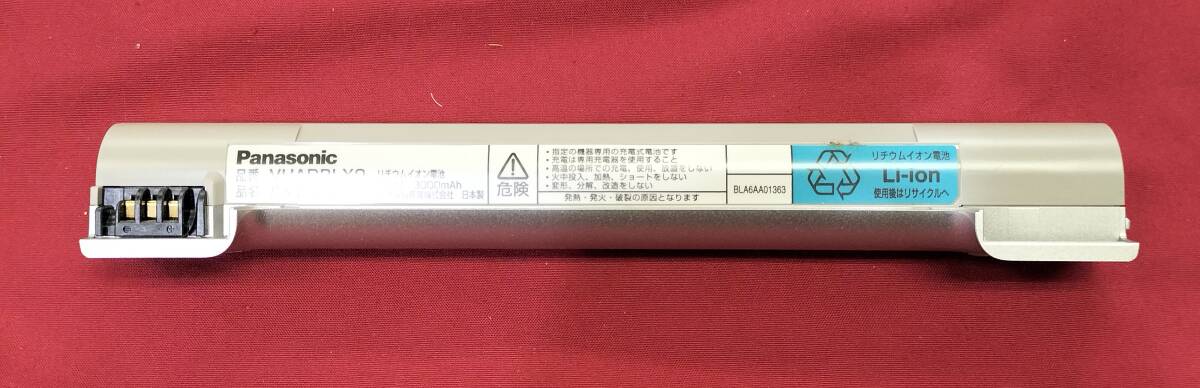 Panasonic
品番
リチウムイオン電池
3000mAh
日本製
危険
・指定の機器専用の充電式電池です
・充電は専用充電器を使用すること
・高温の場所での充電、使用、放置をしない
・火中投入、加熱、ショートをしない
・変形、分解、改造をしない
発熱・発火・破裂の原因となります
BLA6AA01363
リチウムイオン電池
Li-ion
使用後はリサイクルへ